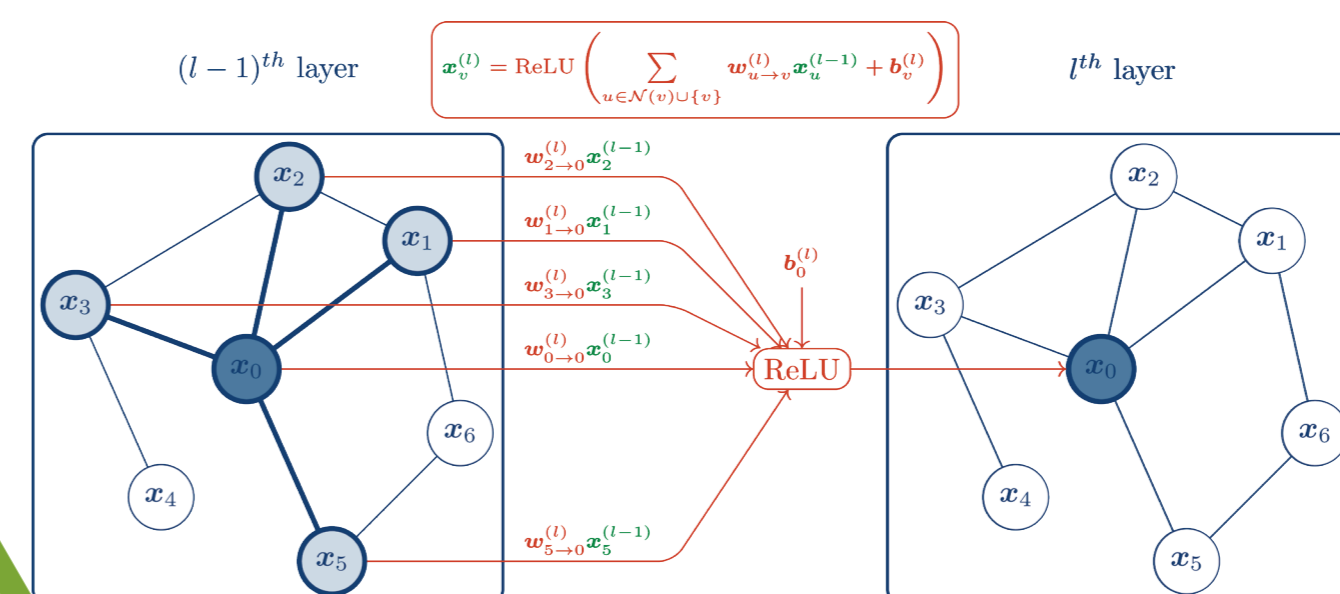 (l − 1)^{th} layer
x_v^{(l)} = ReLU ( ∑_{u∈N(v)∪{v}} w_{u→v}^{(l)} x_u^{(l−1)} + b_v^{(l)} )
l^{th} layer
w_{2→0}^{(l)} x_2^{(l−1)}
w_{1→0}^{(l)} x_1^{(l−1)}
w_{3→0}^{(l)} x_3^{(l−1)}
w_{0→0}^{(l)} x_0^{(l−1)}
w_{5→0}^{(l)} x_5^{(l−1)}
b_0^{(l)}
ReLU
x_2
x_1
x_3
x_0
x_6
x_4
x_5
x_2
x_1
x_3
x_0
x_6
x_4
x_5